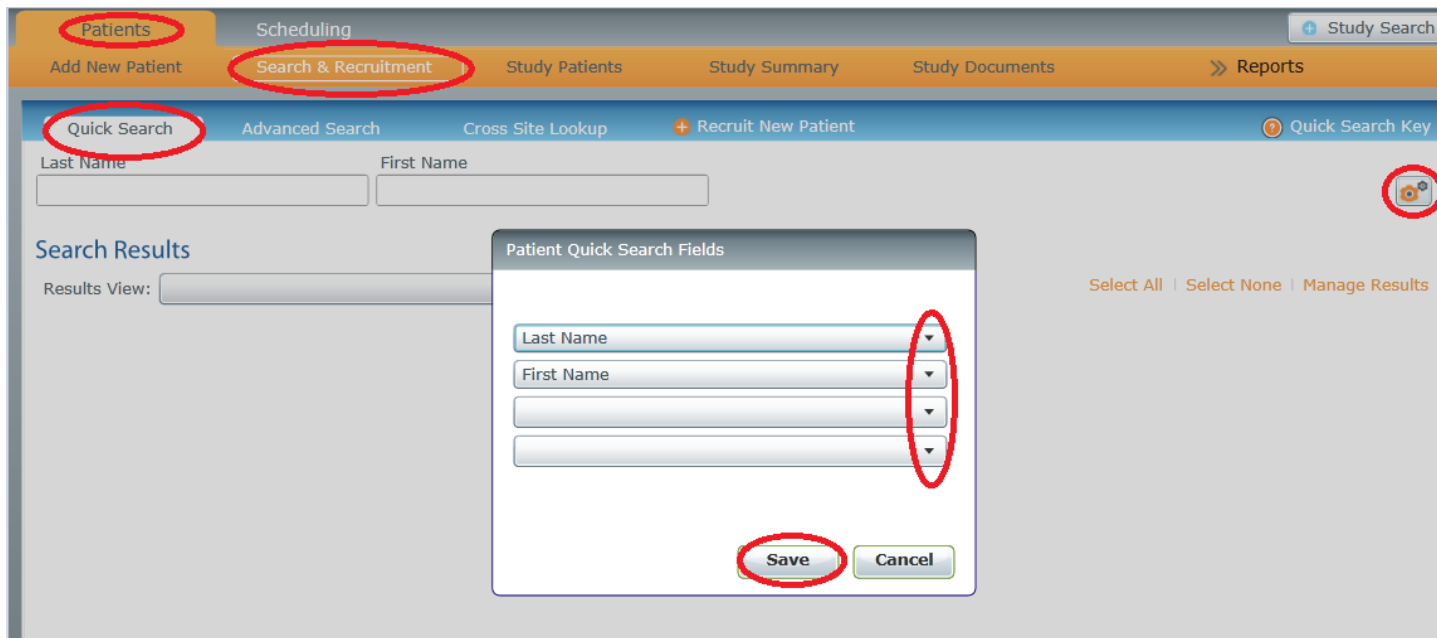 Patients Scheduling Study Search
Add New Patient Search & Recruitment Study Patients Study Summary Study Documents Reports
Quick Search Advanced Search Cross Site Lookup Recruit New Patient Quick Search Key
Last Name First Name
Search Results
Results View:
Select All | Select None | Manage Results
Patient Quick Search Fields
Last Name
First Name
Save Cancel